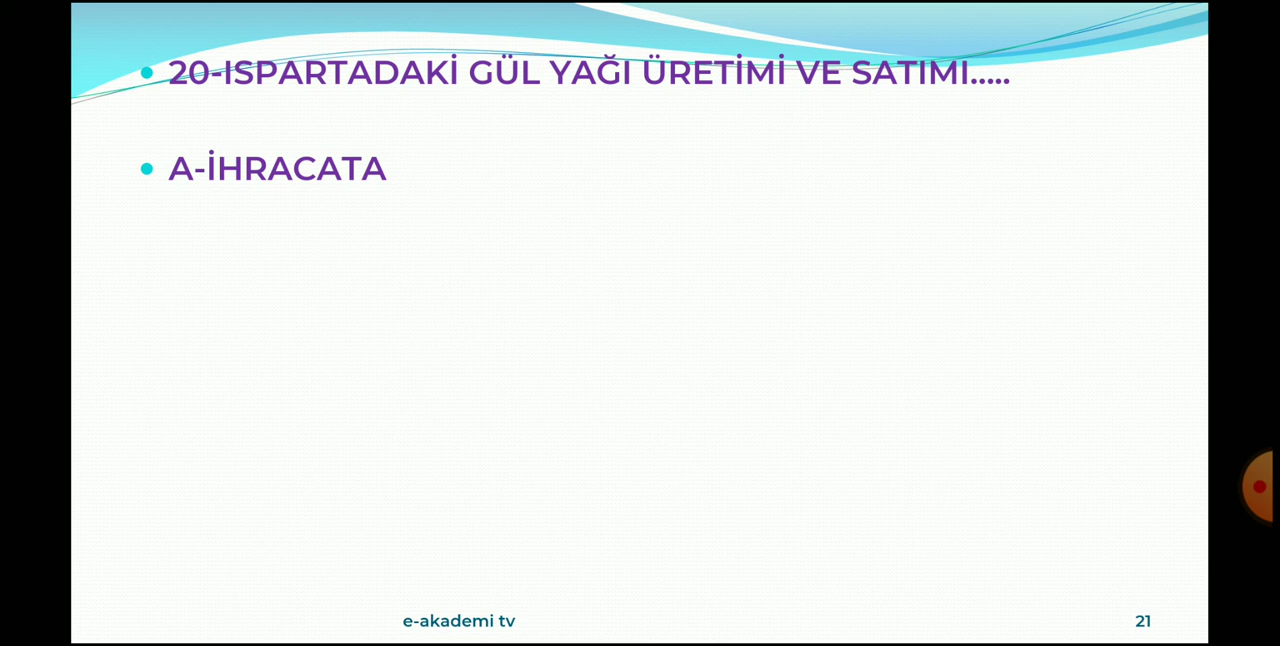 20-ISPARTADAKİ GÜL YAĞI ÜRETİMİ VE SATIMI.....
A-İHRACATA
e-akademi tv
21